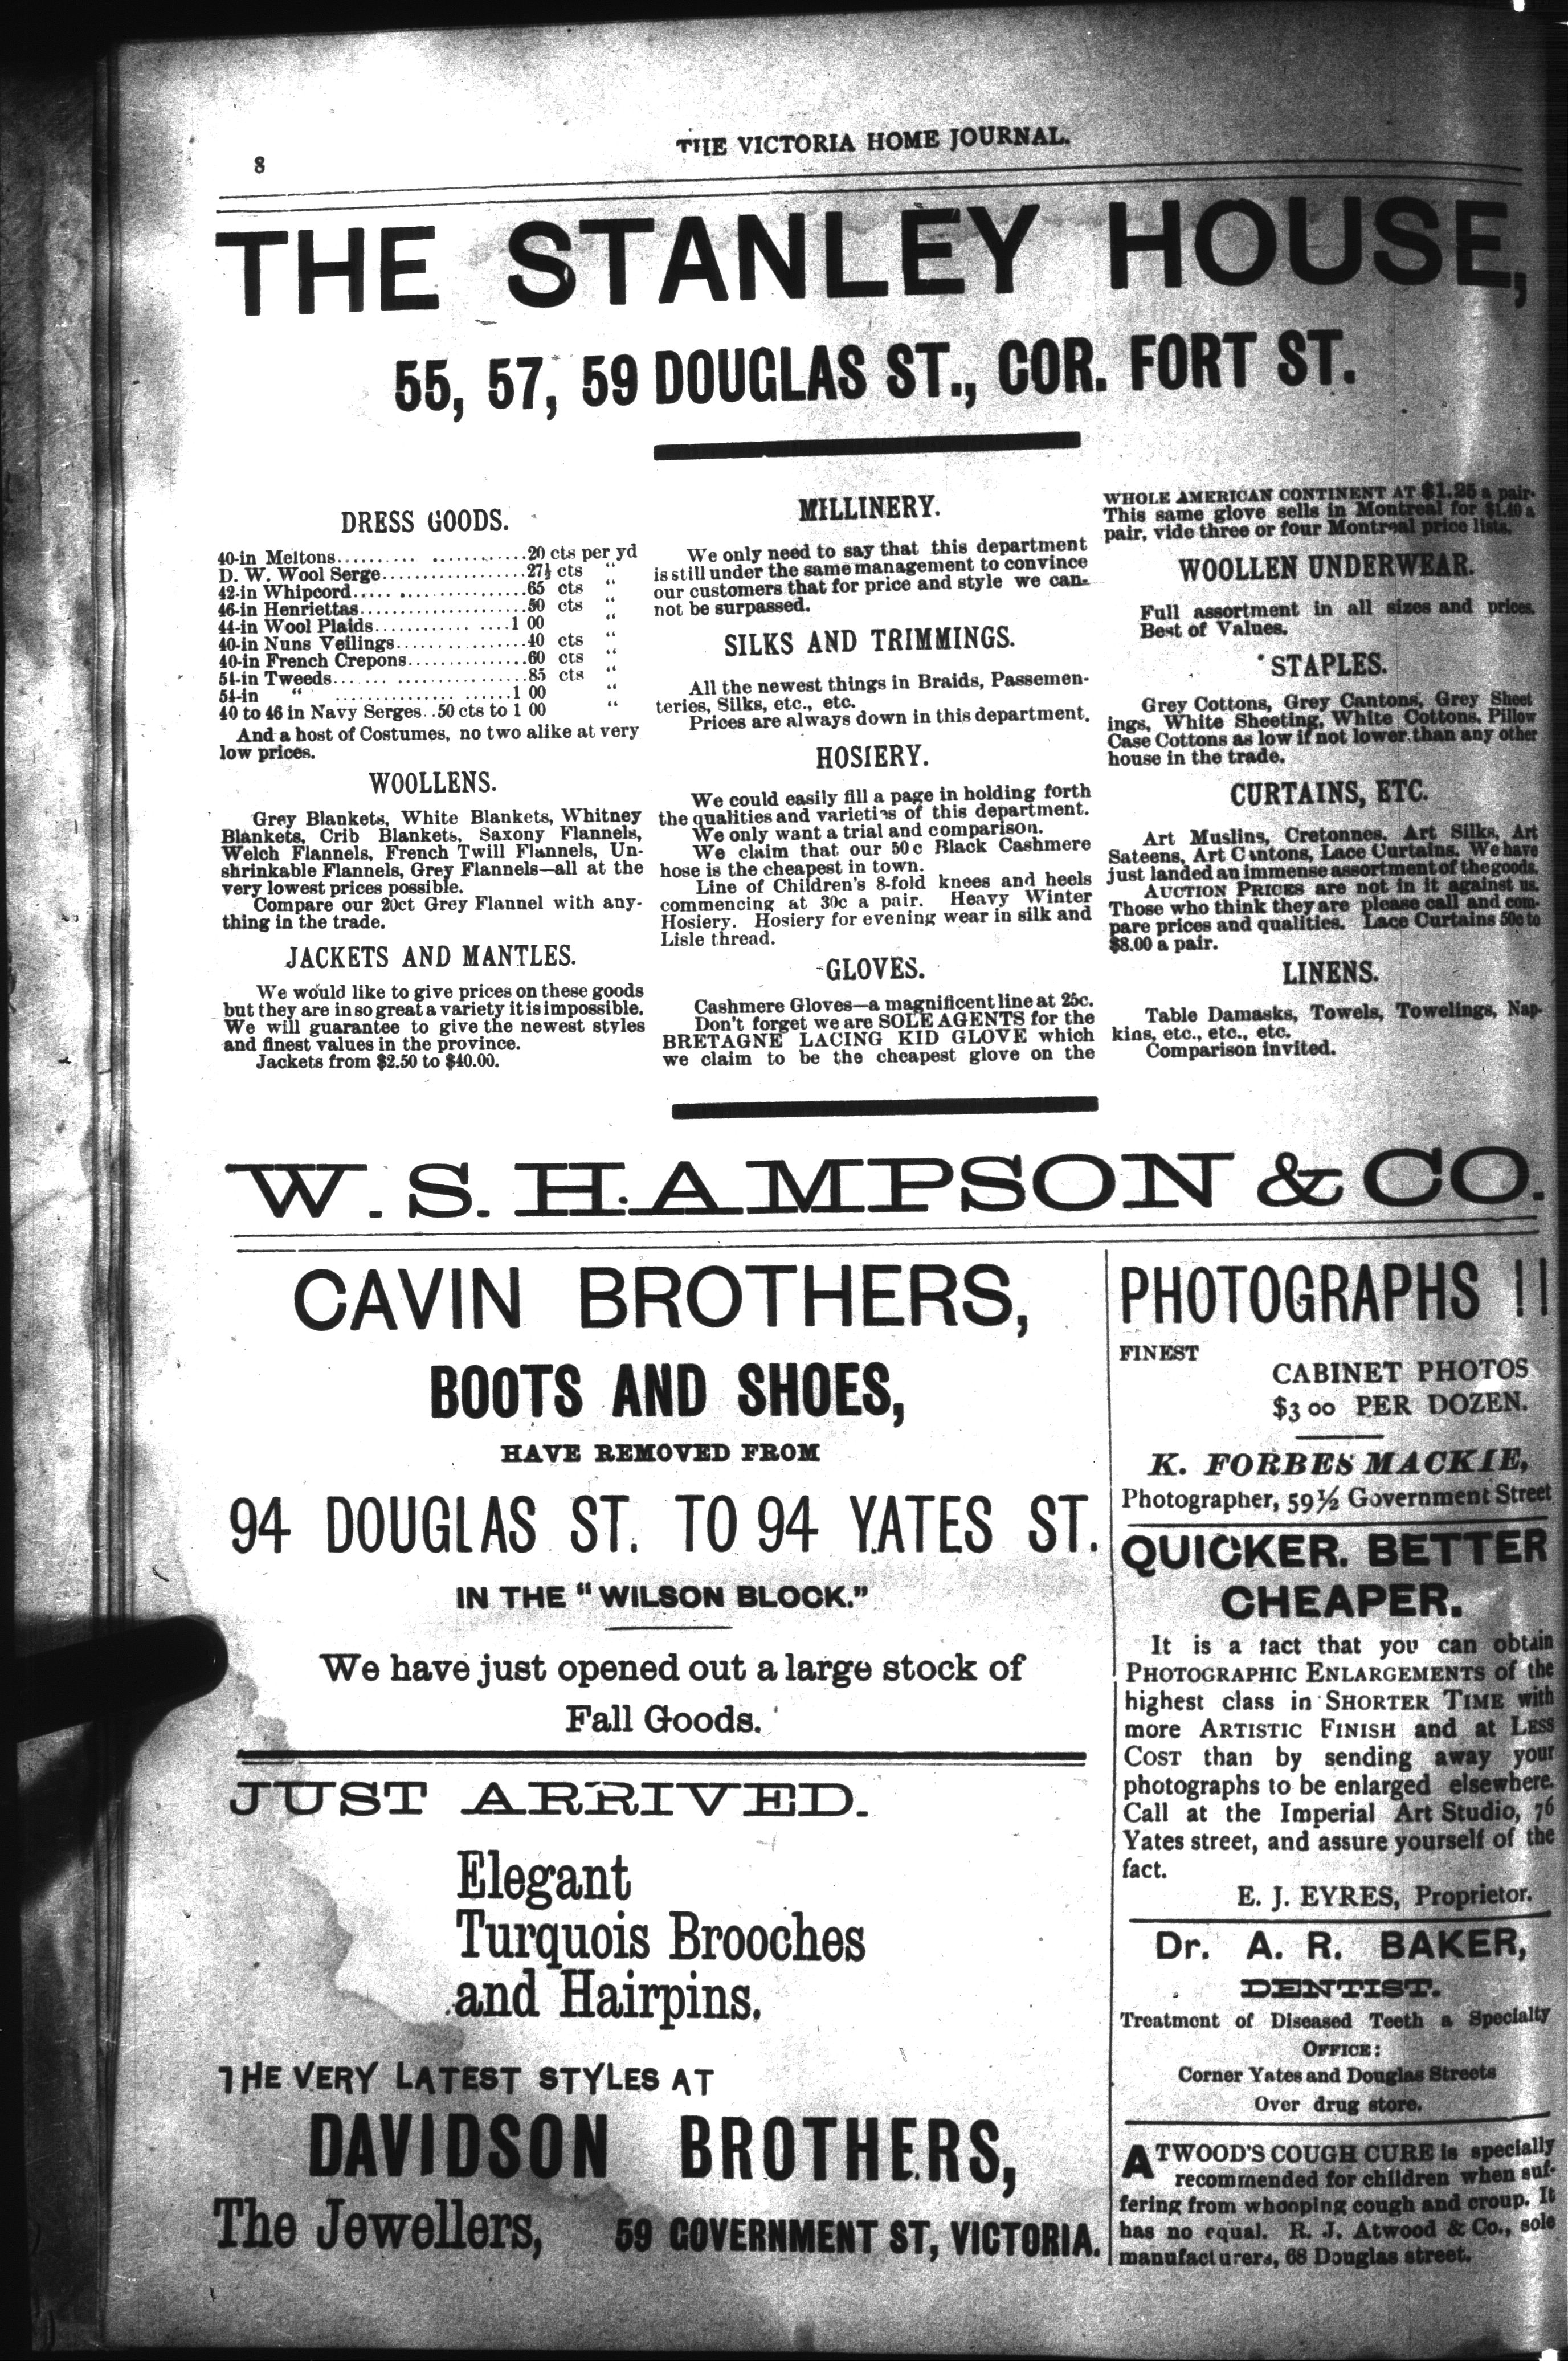 8
THE VICTORIA HOME JOURNAL.
THE STANLEY HOUSE,
55, 57, 59 DOUGLAS ST., COR. FORT ST.
DRESS GOODS.
40-in Meltons.......... .. ............20 cts per yd
D. W. Wool Serge..................27½ cts "
42-in Whipcord..... ..................65 cts "
46-in Henriettas.....................50 cts "
44-in Wool Plaids........... ....1 00 "
40-in Nuns Veilings..................40 cts "
40-in French Crepons..............60 cts "
54-in Tweeds...... ..................85 cts "
54-in " ............... ......1 00 "
40 to 46 in Navy Serges..50 cts to 1 00 "
And a host of Costumes, no two alike at very
low prices.
WOOLLENS.
Grey Blankets, White Blankets, Whitney
Blankets, Crib Blankets, Saxony Flannels,
Welch Flannels, French Twill Flannels, Un-
shrinkable Flannels, Grey Flannels—all at the
very lowest prices possible.
Compare our 20ct Grey Flannel with any-
thing in the trade.
JACKETS AND MANTLES.
We would like to give prices on these goods
but they are in so great a variety it is impossible.
We will guarantee to give the newest styles
and finest values in the province.
Jackets from $2.50 to $40.00.
MILLINERY.
We only need to say that this department
is still under the same management to convince
our customers that for price and style we can-
not be surpassed.
SILKS AND TRIMMINGS.
All the newest things in Braids, Passemen-
teries, Silks, etc., etc.
Prices are always down in this department.
HOSIERY.
We could easily fill a page in holding forth
the qualities and varieties of this department.
We only want a trial and comparison.
We claim that our 50c Black Cashmere
hose is the cheapest in town.
Line of Children's 8-fold knees and heels
commencing at 30c a pair. Heavy Winter
Hosiery. Hosiery for evening wear in silk and
Lisle thread.
GLOVES.
Cashmere Gloves—a magnificent line at 25c.
Don't forget we are SOLE AGENTS for the
BRETAGNE LACING KID GLOVE which
we claim to be the cheapest glove on the
WHOLE AMERICAN CONTINENT AT $1.25 a pair.
This same glove sells in Montreal for $1.40 a
pair, vide three or four Montreal price lists.
WOOLLEN UNDERWEAR.
Full assortment in all sizes and prices.
Best of Values.
STAPLES.
Grey Cottons, Grey Cantons, Grey Sheet
ings, White Sheeting, White Cottons, Pillow
Case Cottons as low if not lower than any other
house in the trade.
CURTAINS, ETC.
Art Muslins, Cretonnes, Art Silks, Art
Sateens, Art Cantons, Lace Curtains. We have
just landed an immense assortment of the goods.
AUCTION PRICES are not in it against us.
Those who think they are please call and com-
pare prices and qualities. Lace Curtains 50c to
$8.00 a pair.
LINENS.
Table Damasks, Towels, Towelings, Nap-
kins, etc., etc., etc.
Comparison invited.
W. S. HAMPSON & CO.
CAVIN BROTHERS,
BOOTS AND SHOES,
HAVE REMOVED FROM
94 DOUGLAS ST. TO 94 YATES ST.
IN THE "WILSON BLOCK."
We have just opened out a large stock of
Fall Goods.
JUST ARRIVED.
Elegant
Turquois Brooches
and Hairpins.
THE VERY LATEST STYLES AT
DAVIDSON BROTHERS,
The Jewellers, 59 GOVERNMENT ST, VICTORIA.
PHOTOGRAPHS !!
FINEST
CABINET PHOTOS
$3 00 PER DOZEN.
K. FORBES MACKIE,
Photographer, 59½ Government Street
QUICKER. BETTER
CHEAPER.
It is a fact that you can obtain
PHOTOGRAPHIC ENLARGEMENTS of the
highest class in SHORTER TIME with
more ARTISTIC FINISH and at LESS
COST than by sending away your
photographs to be enlarged elsewhere.
Call at the Imperial Art Studio, 76
Yates street, and assure yourself of the
fact.
E. J. EYRES, Proprietor.
Dr. A. R. BAKER,
DENTIST.
Treatment of Diseased Teeth a Specialty
OFFICE:
Corner Yates and Douglas Streets
Over drug store.
ATWOOD'S COUGH CURE is specially
recommended for children when suf-
fering from whooping cough and croup. It
has no equal. R. J. Atwood & Co., sole
manufacturers, 68 Douglas street.